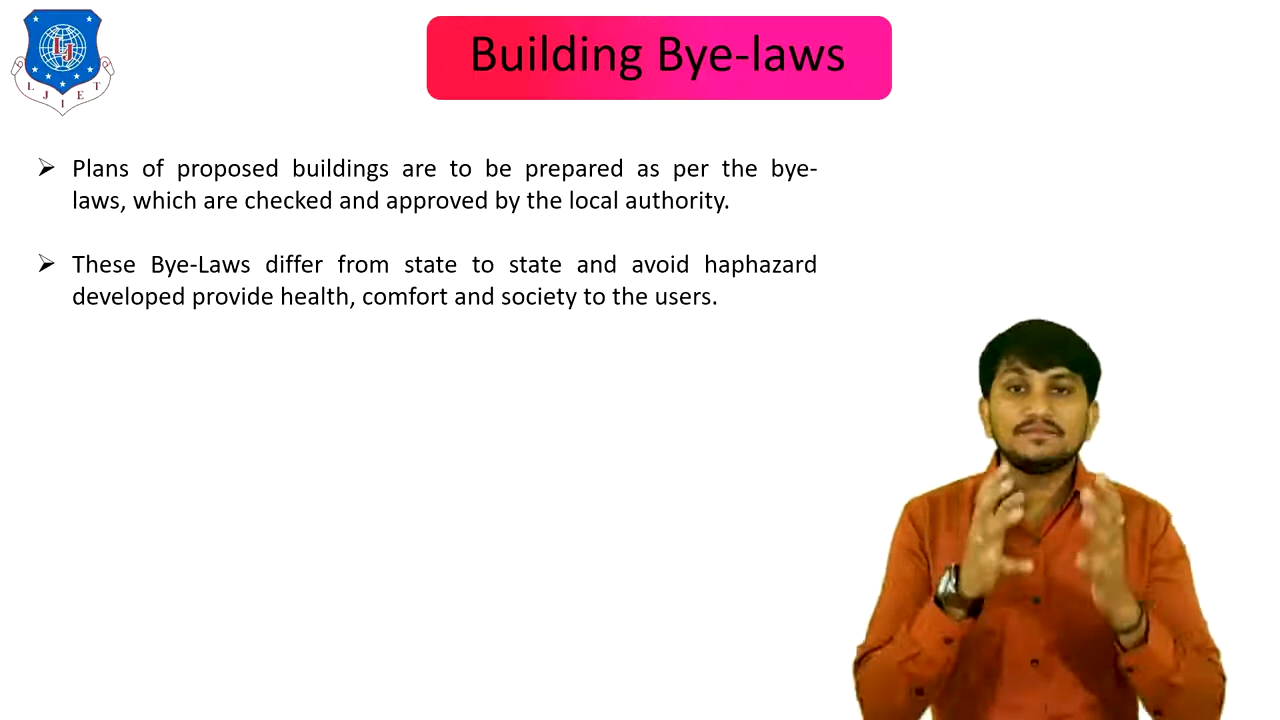 LJ
L J I E T
Building Bye-laws
➢ Plans of proposed buildings are to be prepared as per the bye-
laws, which are checked and approved by the local authority.
➢ These Bye-Laws differ from state to state and avoid haphazard
developed provide health, comfort and society to the users.